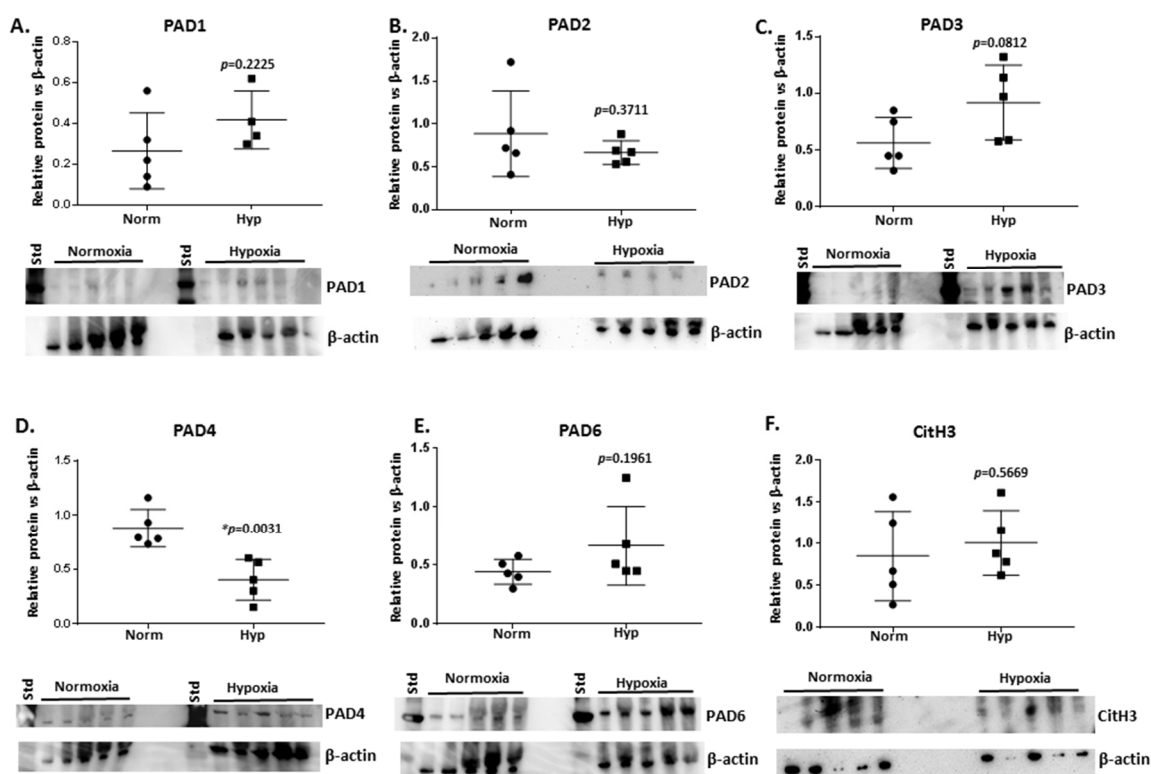 A.
PAD1
Relative protein vs β-actin
0.8
0.6
0.4
0.2
0.0
p=0.2225
Norm
Hyp
Std
Normoxia
Std
Hypoxia
PAD1
β-actin
B.
PAD2
Relative protein vs β-actin
2.0
1.5
1.0
0.5
0.0
p=0.3711
Norm
Hyp
Normoxia
Hypoxia
PAD2
β-actin
C.
PAD3
Relative protein vs β-actin
1.5
1.0
0.5
0.0
p=0.0812
Norm
Hyp
Std
Normoxia
Std
Hypoxia
PAD3
β-actin
D.
PAD4
Relative protein vs β-actin
1.5
1.0
0.5
0.0
*p=0.0031
Norm
Hyp
Std
Normoxia
Std
Hypoxia
PAD4
β-actin
E.
PAD6
Relative protein vs β-actin
1.5
1.0
0.5
0.0
p=0.1961
Norm
Hyp
Std
Normoxia
Std
Hypoxia
PAD6
β-actin
F.
CitH3
Relative protein vs β-actin
2.0
1.5
1.0
0.5
0.0
p=0.5669
Norm
Hyp
Normoxia
Hypoxia
CitH3
β-actin